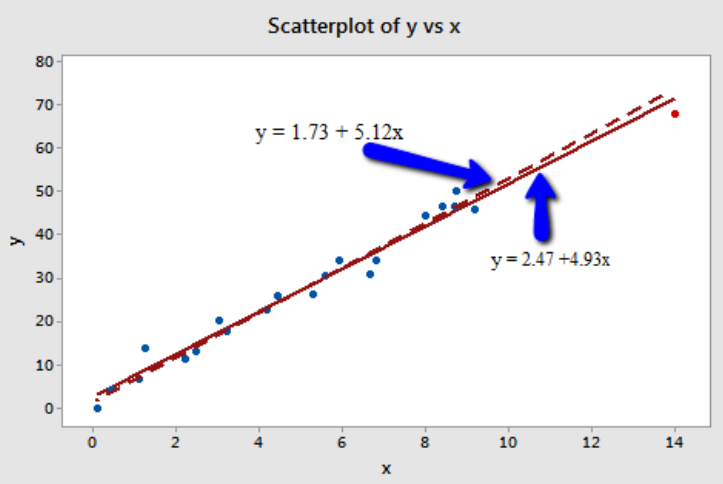 Scatterplot of y vs x
80
70
60
50
40
30
20
10
0
y
y = 1.73 + 5.12x
y = 2.47 +4.93x
0 2 4 6 8 10 12 14
x